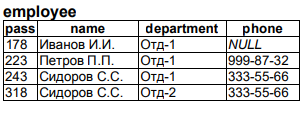 employee
pass name department phone
178 Иванов И.И. Отд-1 NULL
223 Петров П.П. Отд-1 999-87-32
243 Сидоров С.С. Отд-1 333-55-66
318 Сидоров С.С. Отд-2 333-55-66